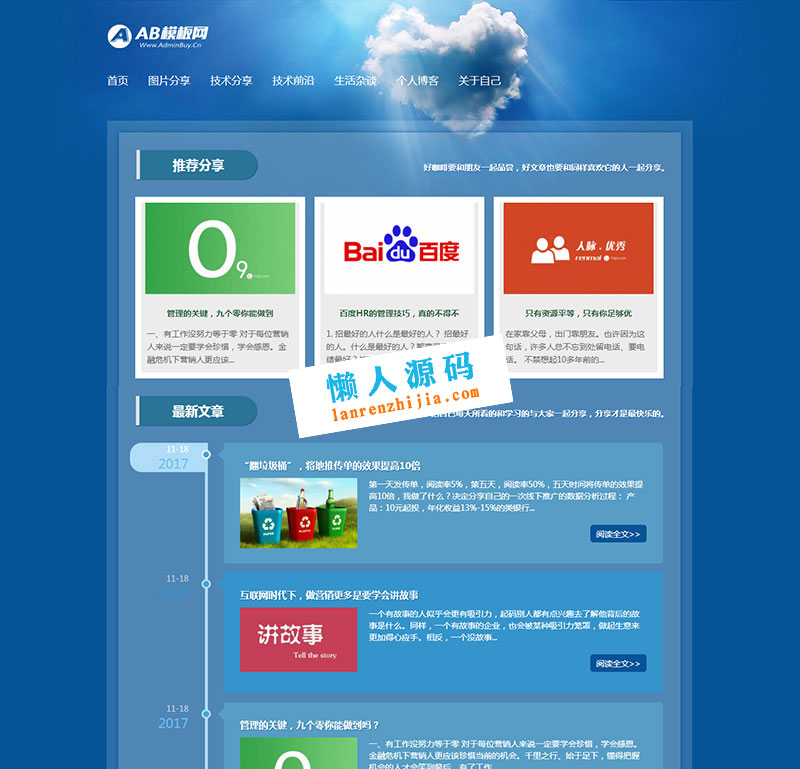 AB模板网
Www.AdminBuy.Cn
首页 图片分享 技术分享 技术前沿 生活杂谈 个人博客 关于自己
推荐分享
好咖啡要和朋友一起品尝，好文章也要和同样喜欢它的人一起分享。
O
9
Bai du 百度
人脉.优秀
renmai
管理的关键，九个零你能做到
一、有工作没努力等于零 对于每位营销
人来说一定要学会珍惜，学会感恩。金
融危机下营销人更应该...
百度HR的管理技巧，真的不得不
1. 招最好的人什么是最好的人？ 招最好
的人。什么是最好的人？
绩最好？
只有资源平等，只有你足够优
在家靠父母，出门靠朋友。也许因为这
句话，许多人总不忘到处留电话、要电
话。 不禁想起10多年前的...
懒人源码
lanrenzhijia.com
最新文章
每天所看的和学习的与大家一起分享，分享才是最快乐的。
11-18
2017
“翻垃圾桶”，将地推传单的效果提高10倍
第一天发传单，阅读率5%，第五天，阅读率50%，五天时间将传单的效果提
高10倍，我做了什么？决定分享自己的一次线下推广的数据分析过程： 产
品：10元起投，年化收益13%-15%的类银行...
阅读全文>>
11-18
2017
互联网时代下，做营销更多是要学会讲故事
讲故事
Tell the story
一个有故事的人似乎会更有吸引力，起码别人都有点兴趣去了解他背后的故
事是什么。同样，一个有故事的企业，也会被某种吸引力笼罩，做起生意来
更加得心应手。相反，一个没故事...
阅读全文>>
11-18
2017
管理的关键，九个零你能做到吗？
一、有工作没努力等于零 对于每位营销人来说一定要学会珍惜，学会感恩。
金融危机下营销人更应该珍惜当前的机会。千里之行，始于足下，懂得把握
机会的人才会笑到最后，有了工作